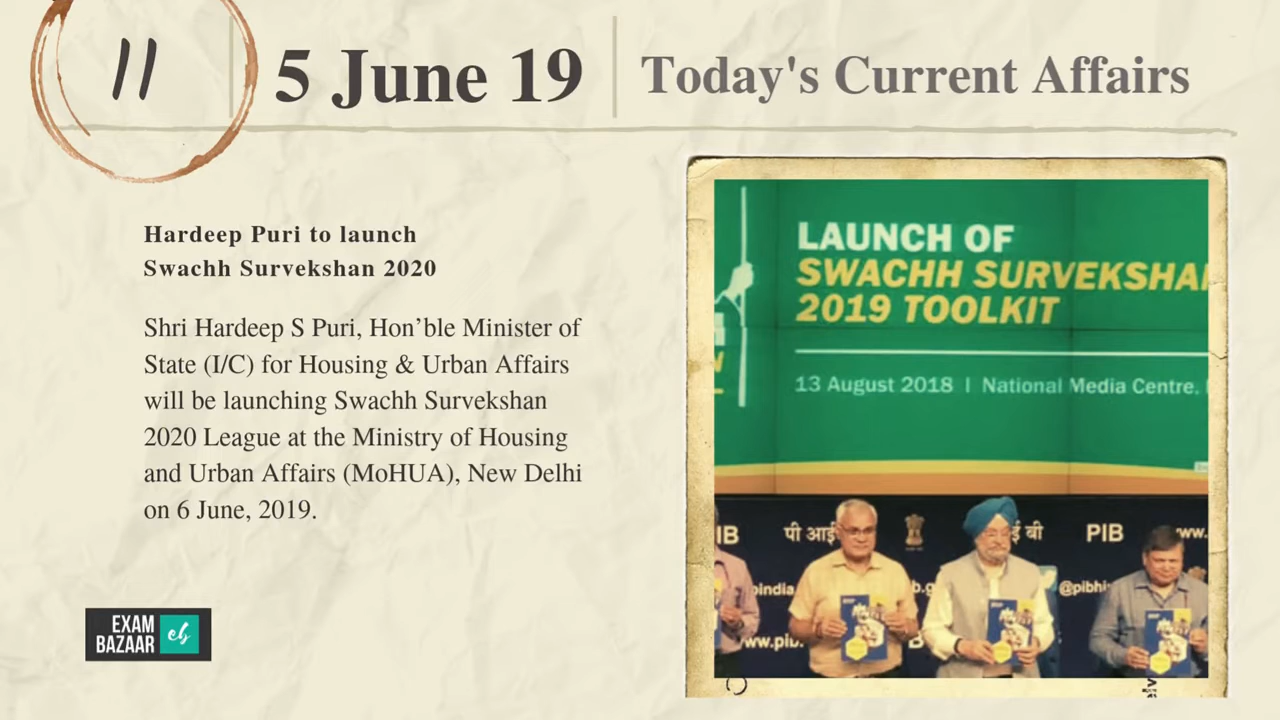 11
5 June 19
Today's Current Affairs
Hardeep Puri to launch
Swachh Survekshan 2020
Shri Hardeep S Puri, Hon’ble Minister of
State (I/C) for Housing & Urban Affairs
will be launching Swachh Survekshan
2020 League at the Ministry of Housing
and Urban Affairs (MoHUA), New Delhi
on 6 June, 2019.
EXAM
BAZAAR
eb
LAUNCH OF
SWACHH SURVEKSHA
2019 TOOLKIT
13 August 2018 | National Media Centre,
IB पी आई ई बी PIB www.
@pibhi
www.pib.